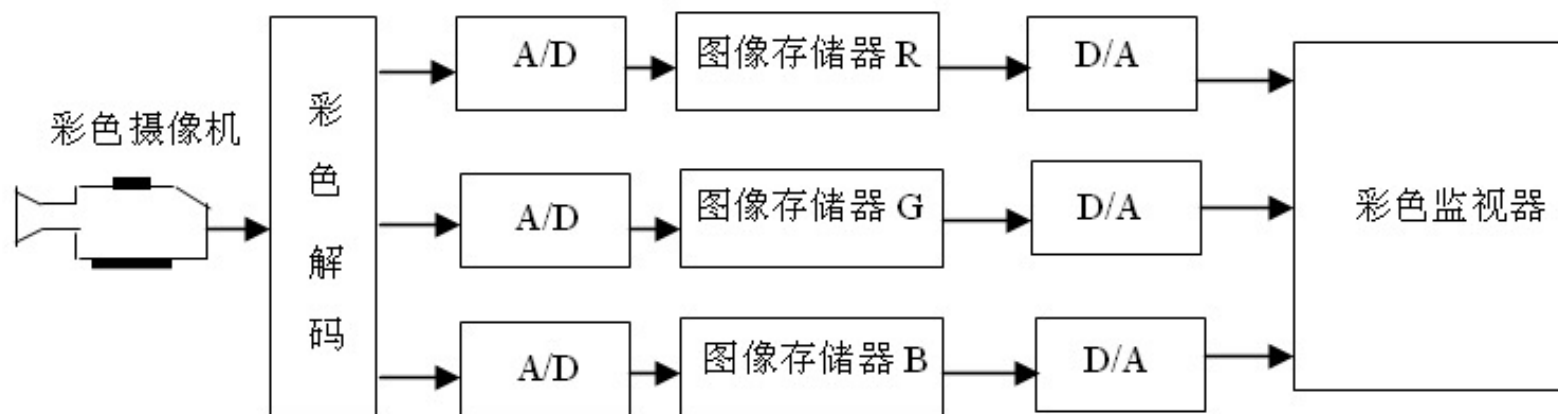 彩色摄像机
彩色解码
A/D
图像存储器 R
D/A
A/D
图像存储器 G
D/A
A/D
图像存储器 B
D/A
彩色监视器